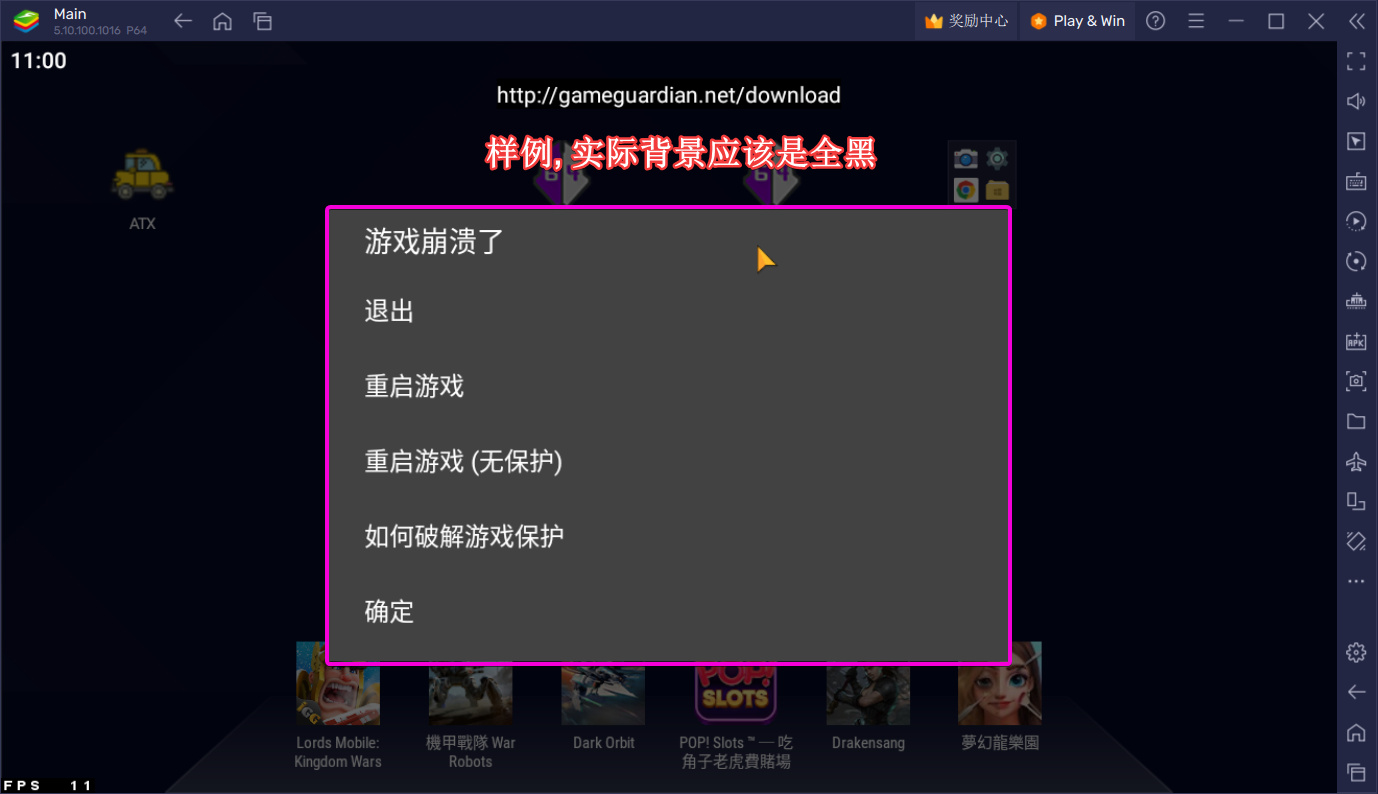 Main
5.10.100.1016 P64
奖励中心
Play & Win
11:00
http://gameguardian.net/download
样例, 实际背景应该是全黑
ATX
游戏崩溃了
退出
重启游戏
重启游戏 (无保护)
如何破解游戏保护
确定
IGG
POP!
SLOTS
Lords Mobile:
Kingdom Wars
機甲戰隊 War
Robots
Dark Orbit
POP! Slots ™ — 吃
角子老虎費賭場
Drakensang
夢幻龍樂園
FPS 11